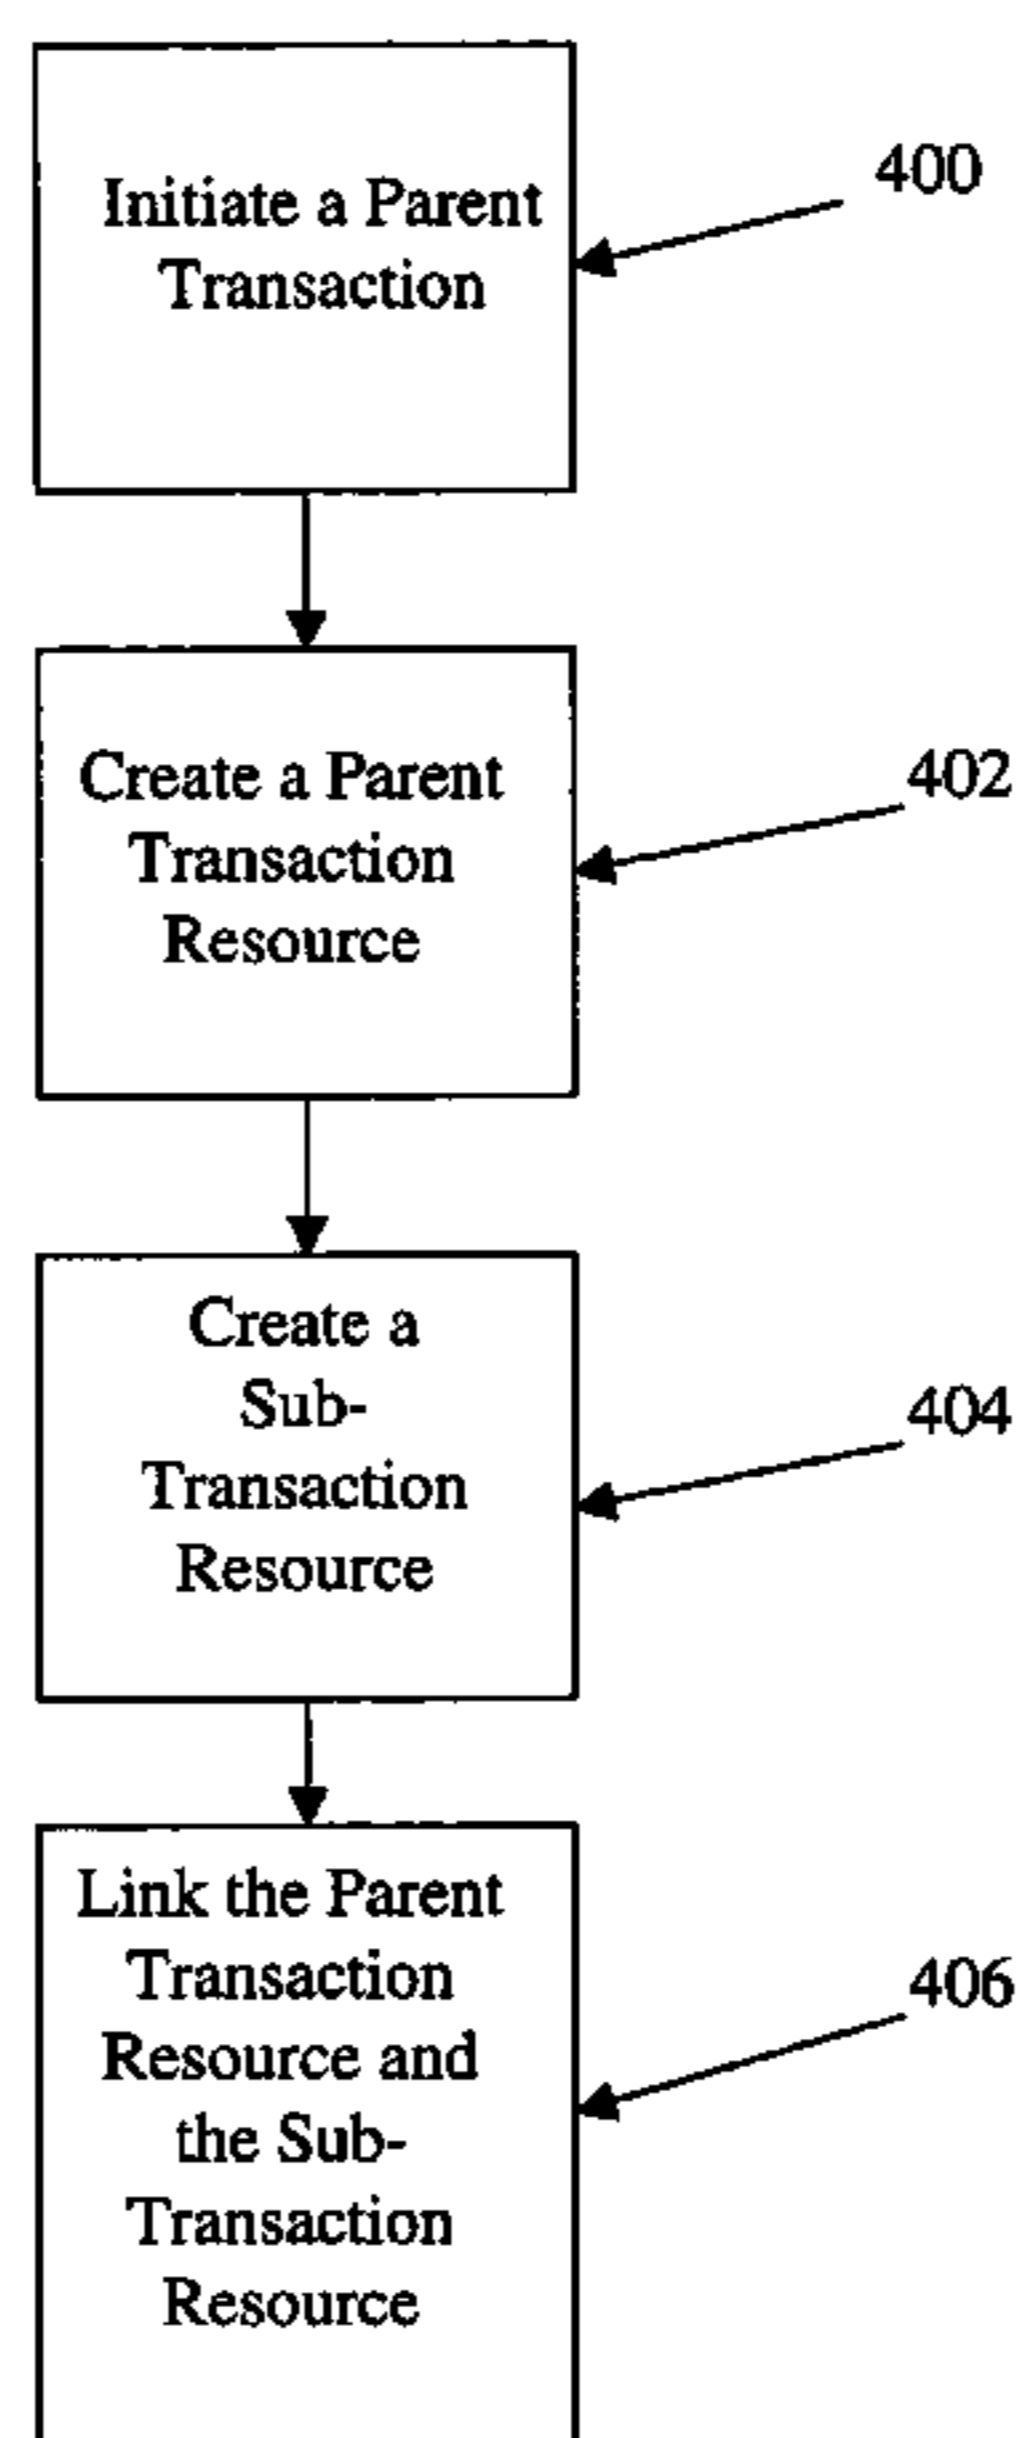 Initiate a Parent
Transaction
400
Create a Parent
Transaction
Resource
402
Create a
Sub-
Transaction
Resource
404
Link the Parent
Transaction
Resource and
the Sub-
Transaction
Resource
406